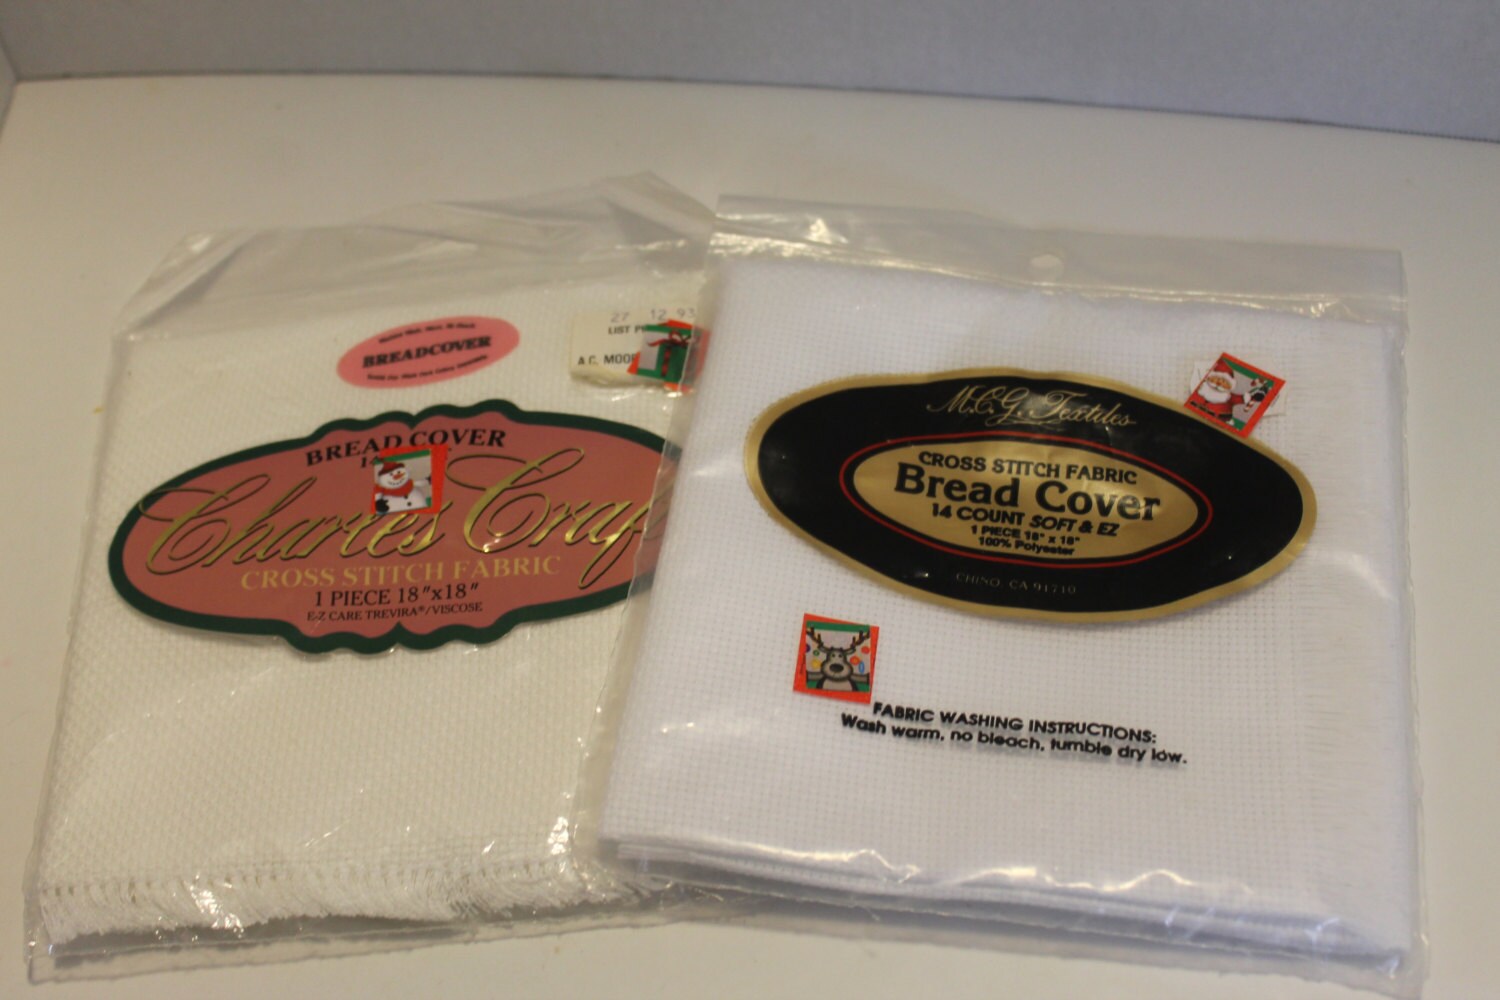 27 12 93
LIST
A.C. MOOR
BREADCOVER
BREAD COVER
Charles Craf
CROSS STITCH FABRIC
1 PIECE 18"x18"
E-Z CARE TREVIRA®/VISCOSE
M.C.G. Textiles
CROSS STITCH FABRIC
Bread Cover
14 COUNT SOFT & EZ
1 PIECE 18" x 18"
100% Polyester
CHINO, CA 91710
FABRIC WASHING INSTRUCTIONS:
Wash warm, no bleach, tumble dry low.